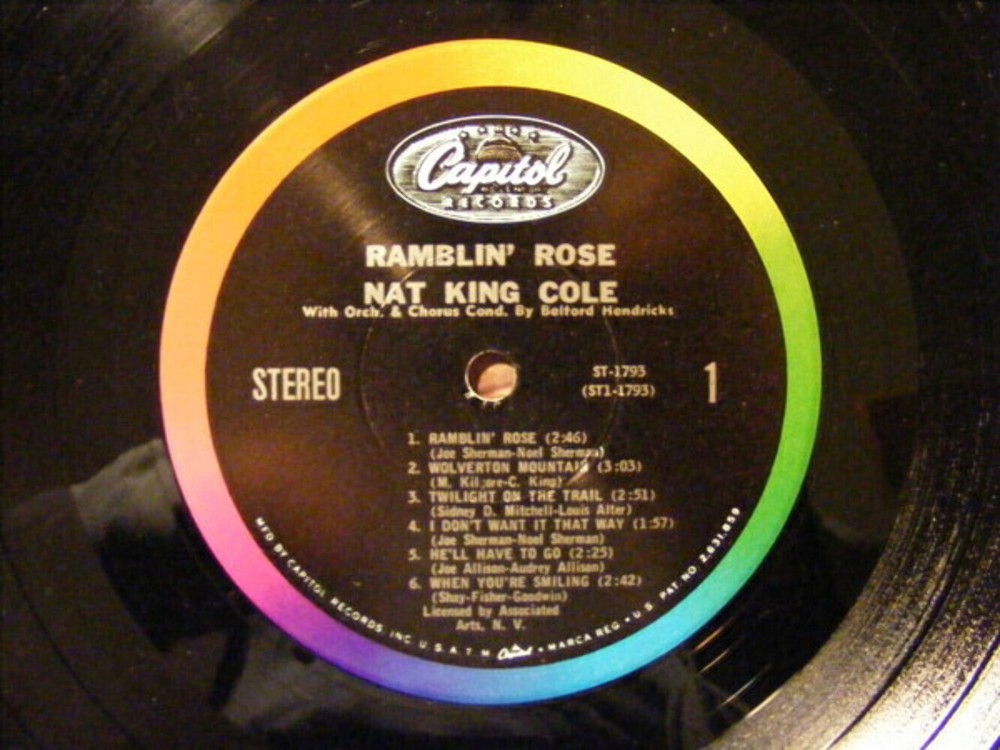 Capitol
RECORDS
RAMBLIN' ROSE
NAT KING COLE
With Orch. & Chorus Cond. By Belford Hendricks
STEREO
ST-1793
(ST1-1793)
1
1. RAMBLIN' ROSE (2:46)
(Joe Sherman-Noel Sherman)
2. WOLVERTON MOUNTAIN (3:03)
(M. Kilgore-C. King)
3. TWILIGHT ON THE TRAIL (2:51)
(Sidney D. Mitchell-Louis Alter)
4. I DON'T WANT IT THAT WAY (1:57)
(Joe Sherman-Noel Sherman)
5. HE'LL HAVE TO GO (2:25)
(Joe Allison-Audrey Allison)
6. WHEN YOU'RE SMILING (2:42)
(Shay-Fisher-Goodwin)
Licensed by Associated
Arts, N. V.
MFD BY CAPITOL RECORDS INC U.S.A. T.M. Capitol • MARCA REG • U.S. PAT NO 2,631,859